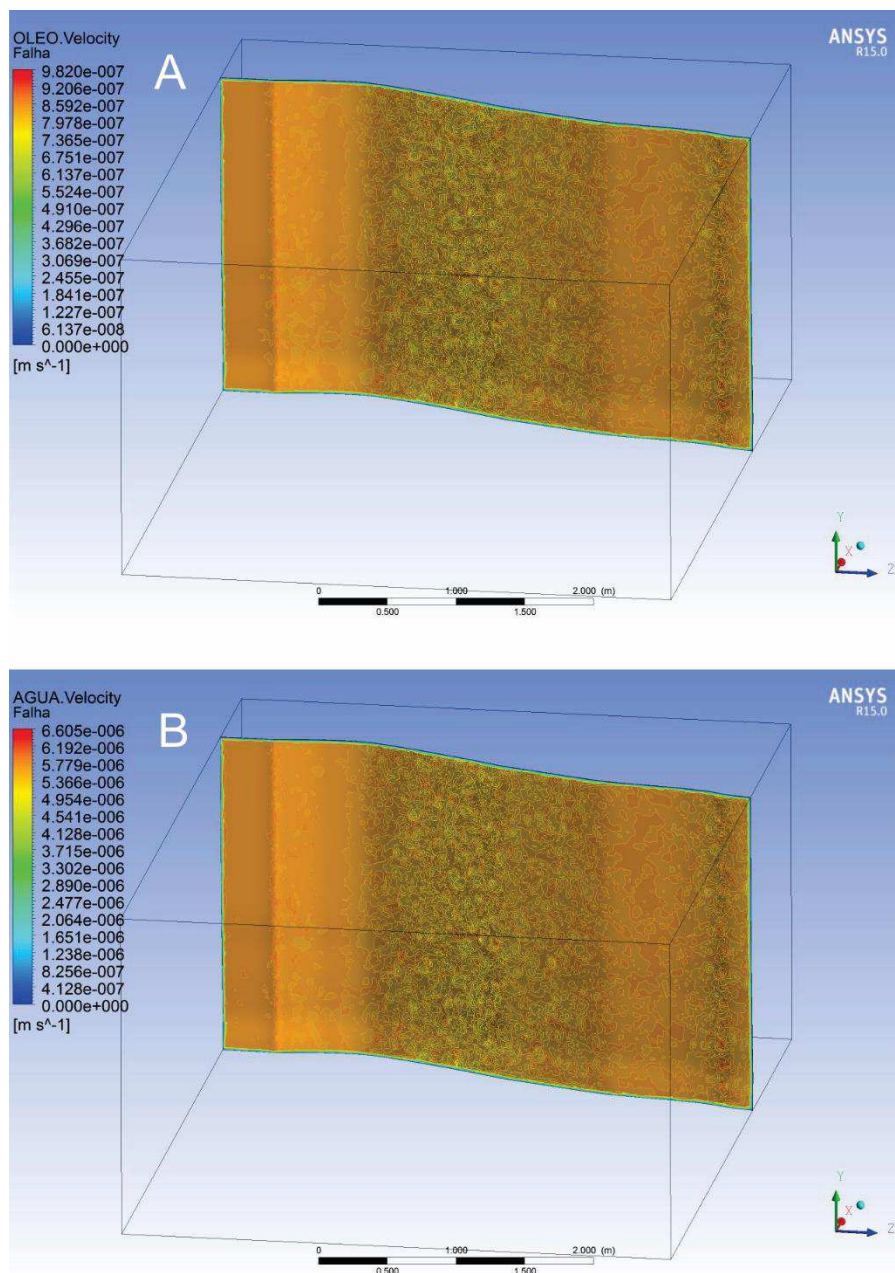 OLEO.Velocity
Falha
A
ANSYS
R15.0
9.820e-007
9.206e-007
8.592e-007
7.978e-007
7.365e-007
6.751e-007
6.137e-007
5.524e-007
4.910e-007
4.296e-007
3.682e-007
3.069e-007
2.455e-007
1.841e-007
1.227e-007
6.137e-008
0.000e+000
[m s^-1]
Y
X
Z
0 1.000 2.000 (m)
0.500 1.500
AGUA.Velocity
Falha
B
ANSYS
R15.0
6.605e-006
6.192e-006
5.779e-006
5.366e-006
4.954e-006
4.541e-006
4.128e-006
3.715e-006
3.302e-006
2.890e-006
2.477e-006
2.064e-006
1.651e-006
1.238e-006
8.256e-007
4.128e-007
0.000e+000
[m s^-1]
Y
X
Z
0 1.000 2.000 (m)
0.500 1.500